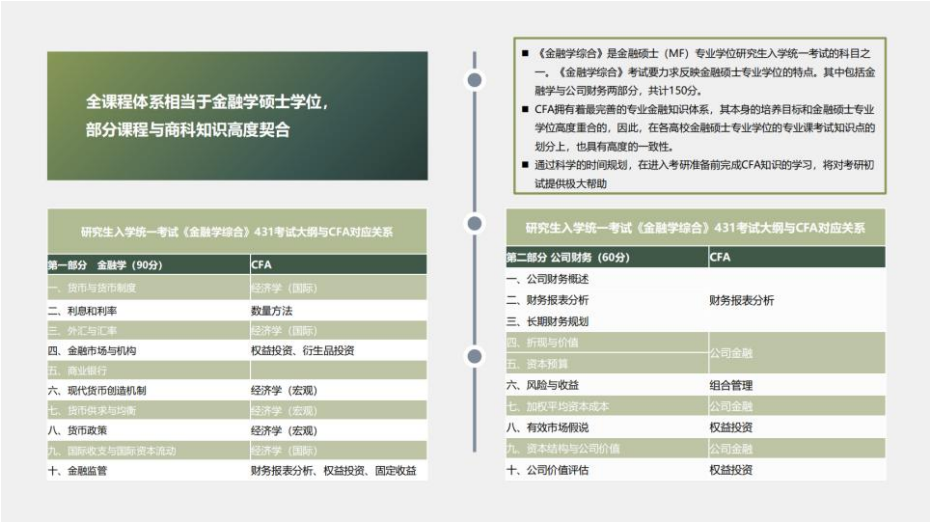 全课程体系相当于金融学硕士学位，
部分课程与商科知识高度契合
■ 《金融学综合》是金融硕士（MF）专业学位研究生入学统一考试的科目之
一。《金融学综合》考试要力求反映金融硕士专业学位的特点。其中包括金
融学与公司财务两部分，共计150分。
■ CFA拥有着最完善的专业金融知识体系，其本身的培养目标和金融硕士专业
学位高度重合的，因此，在各高校金融硕士专业学位的专业课考试知识点的
划分上，也具有高度的一致性。
■ 通过科学的时间规划，在进入考研准备前完成CFA知识的学习，将对考研初
试提供极大帮助
研究生入学统一考试《金融学综合》431考试大纲与CFA对应关系
第一部分 金融学（90分） CFA
一、货币与货币制度 经济学（国际）
二、利息和利率 数量方法
三、外汇与汇率 经济学（国际）
四、金融市场与机构 权益投资、衍生品投资
五、商业银行
六、现代货币创造机制 经济学（宏观）
七、货币供求与均衡 经济学（宏观）
八、货币政策 经济学（宏观）
九、国际收支与国际资本流动 经济学（国际）
十、金融监管 财务报表分析、权益投资、固定收益
研究生入学统一考试《金融学综合》431考试大纲与CFA对应关系
第二部分 公司财务（60分） CFA
一、公司财务概述
二、财务报表分析 财务报表分析
三、长期财务规划
四、折现与价值
公司金融
五、资本预算
六、风险与收益 组合管理
七、加权平均资本成本 公司金融
八、有效市场假说 权益投资
九、资本结构与公司价值 公司金融
十、公司价值评估 权益投资